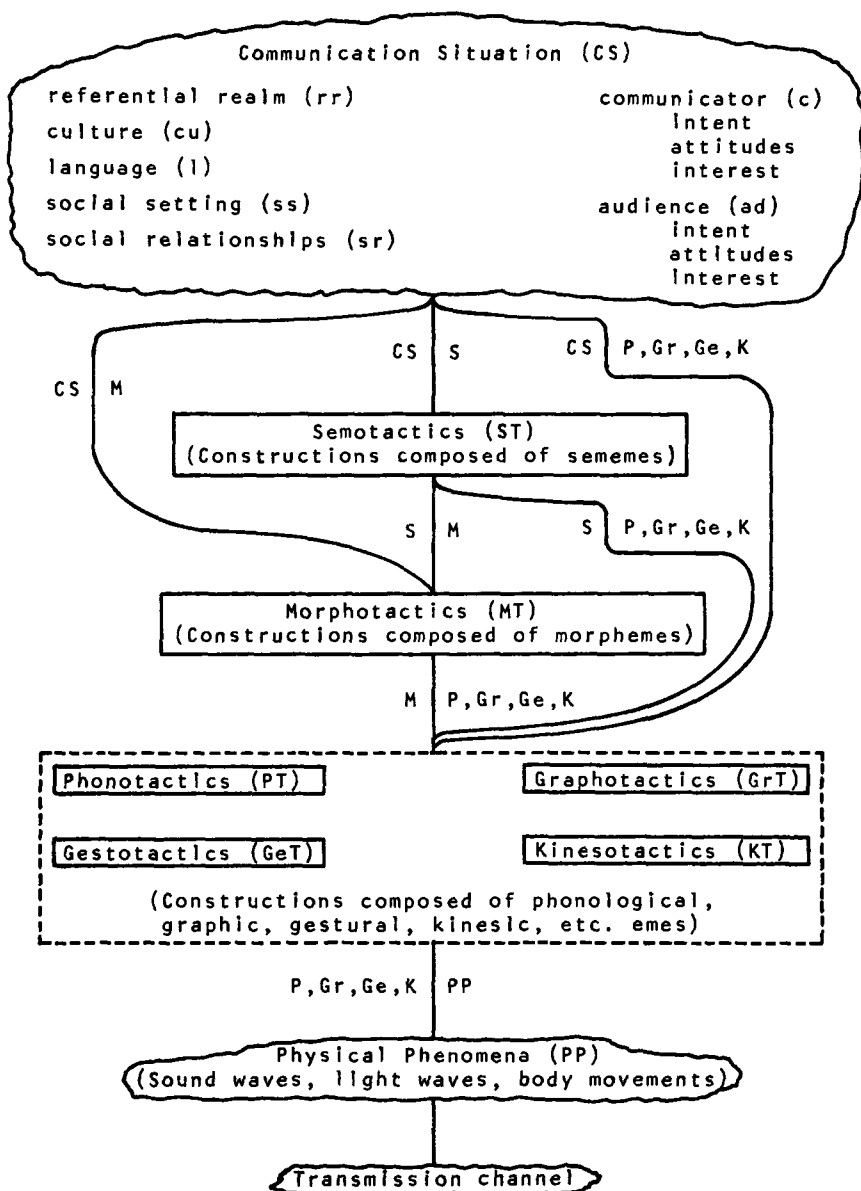 Communication Situation (CS)
referential realm (rr)
culture (cu)
language (l)
social setting (ss)
social relationships (sr)
communicator (c)
intent
attitudes
interest
audience (ad)
intent
attitudes
interest
CS M
CS S
CS P,Gr,Ge,K
Semotactics (ST)
(Constructions composed of sememes)
S M
S P,Gr,Ge,K
Morphotactics (MT)
(Constructions composed of morphemes)
M P,Gr,Ge,K
Phonotactics (PT)
Graphotactics (GrT)
Gestotactics (GeT)
Kinesotactics (KT)
(Constructions composed of phonological,
graphic, gestural, kinesic, etc. emes)
P,Gr,Ge,K PP
Physical Phenomena (PP)
(Sound waves, light waves, body movements)
Transmission channel